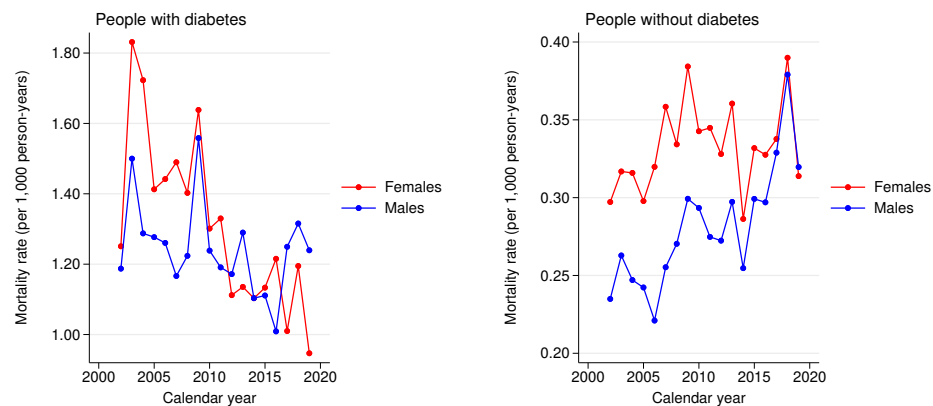 People with diabetes
Mortality rate (per 1,000 person-years)
1.80
1.60
1.40
1.20
1.00
2000 2005 2010 2015 2020
Calendar year
Females
Males
People without diabetes
Mortality rate (per 1,000 person-years)
0.40
0.35
0.30
0.25
0.20
2000 2005 2010 2015 2020
Calendar year
Females
Males